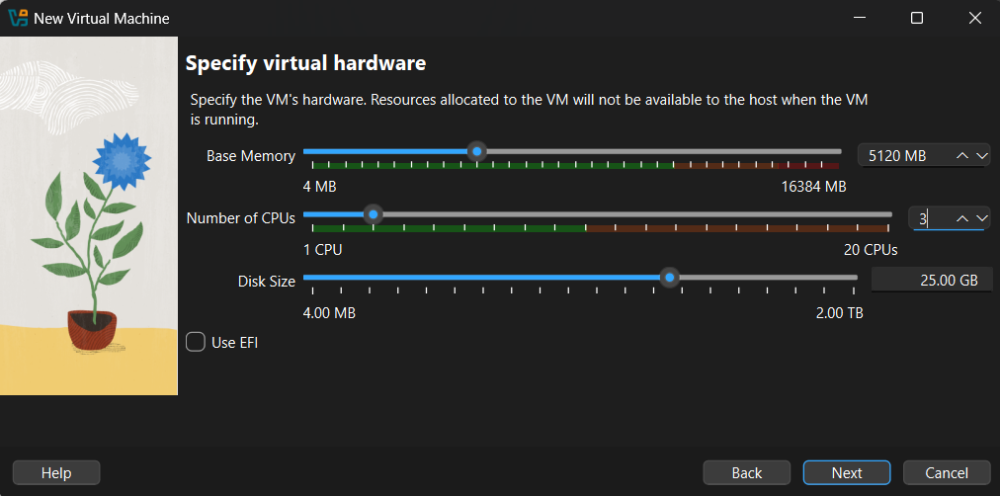 New Virtual Machine
Specify virtual hardware
Specify the VM's hardware. Resources allocated to the VM will not be available to the host when the VM
is running.
Base Memory 5120 MB
4 MB 16384 MB
Number of CPUs 3
1 CPU 20 CPUs
Disk Size 25.00 GB
4.00 MB 2.00 TB
Use EFI
Help Back Next Cancel